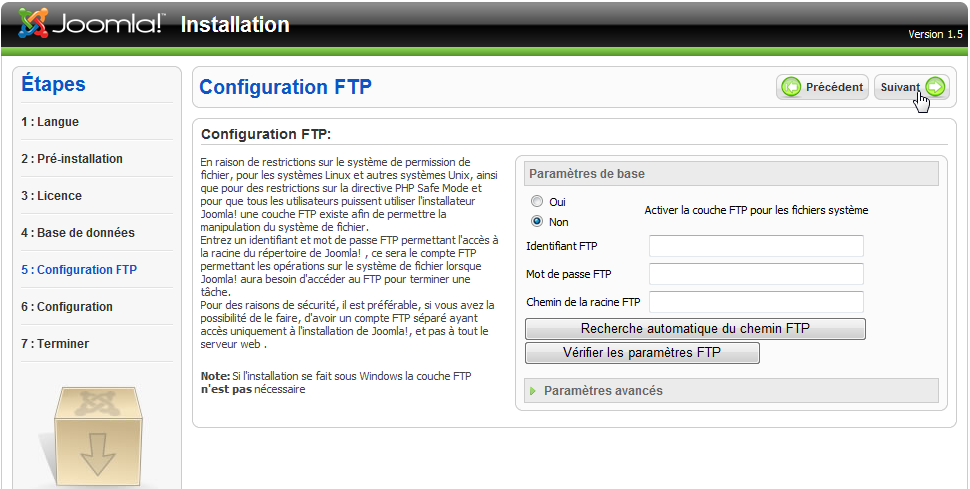 Joomla!™ Installation
Version 1.5
Étapes
1 : Langue
2 : Pré-installation
3 : Licence
4 : Base de données
5 : Configuration FTP
6 : Configuration
7 : Terminer
Configuration FTP
Précédent
Suivant
Configuration FTP:
En raison de restrictions sur le système de permission de
fichier, pour les systèmes Linux et autres systèmes Unix, ainsi
que pour des restrictions sur la directive PHP Safe Mode et
pour que tous les utilisateurs puissent utiliser l'installateur
Joomla! une couche FTP existe afin de permettre la
manipulation du système de fichier.
Entrez un identifiant et mot de passe FTP permettant l'accès à
la racine du répertoire de Joomla! , ce sera le compte FTP
permettant les opérations sur le système de fichier lorsque
Joomla! aura besoin d'accéder au FTP pour terminer une
tâche.
Pour des raisons de sécurité, il est préférable, si vous avez la
possibilité de le faire, d'avoir un compte FTP séparé ayant
accès uniquement à l'installation de Joomla!, et pas à tout le
serveur web .
Note: Si l'installation se fait sous Windows la couche FTP
n'est pas nécessaire
Paramètres de base
Oui
Non
Activer la couche FTP pour les fichiers système
Identifiant FTP
Mot de passe FTP
Chemin de la racine FTP
Recherche automatique du chemin FTP
Vérifier les paramètres FTP
Paramètres avancés